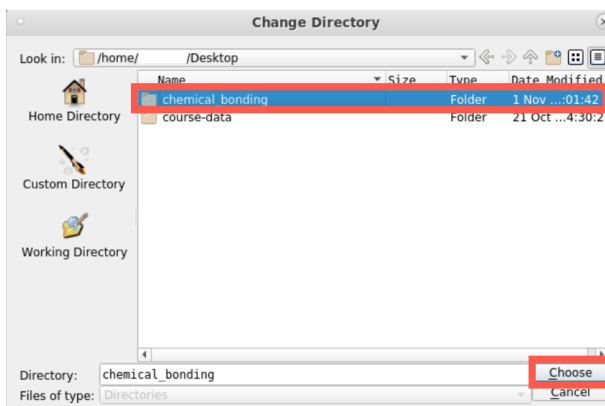 Change Directory
Look in: /home/ /Desktop
Name Size Type Date Modified
chemical_bonding Folder 1 Nov ...:01:42
course-data Folder 21 Oct ...4:30:2
Home Directory
Custom Directory
Working Directory
Directory: chemical_bonding Choose
Files of type: Directories Cancel